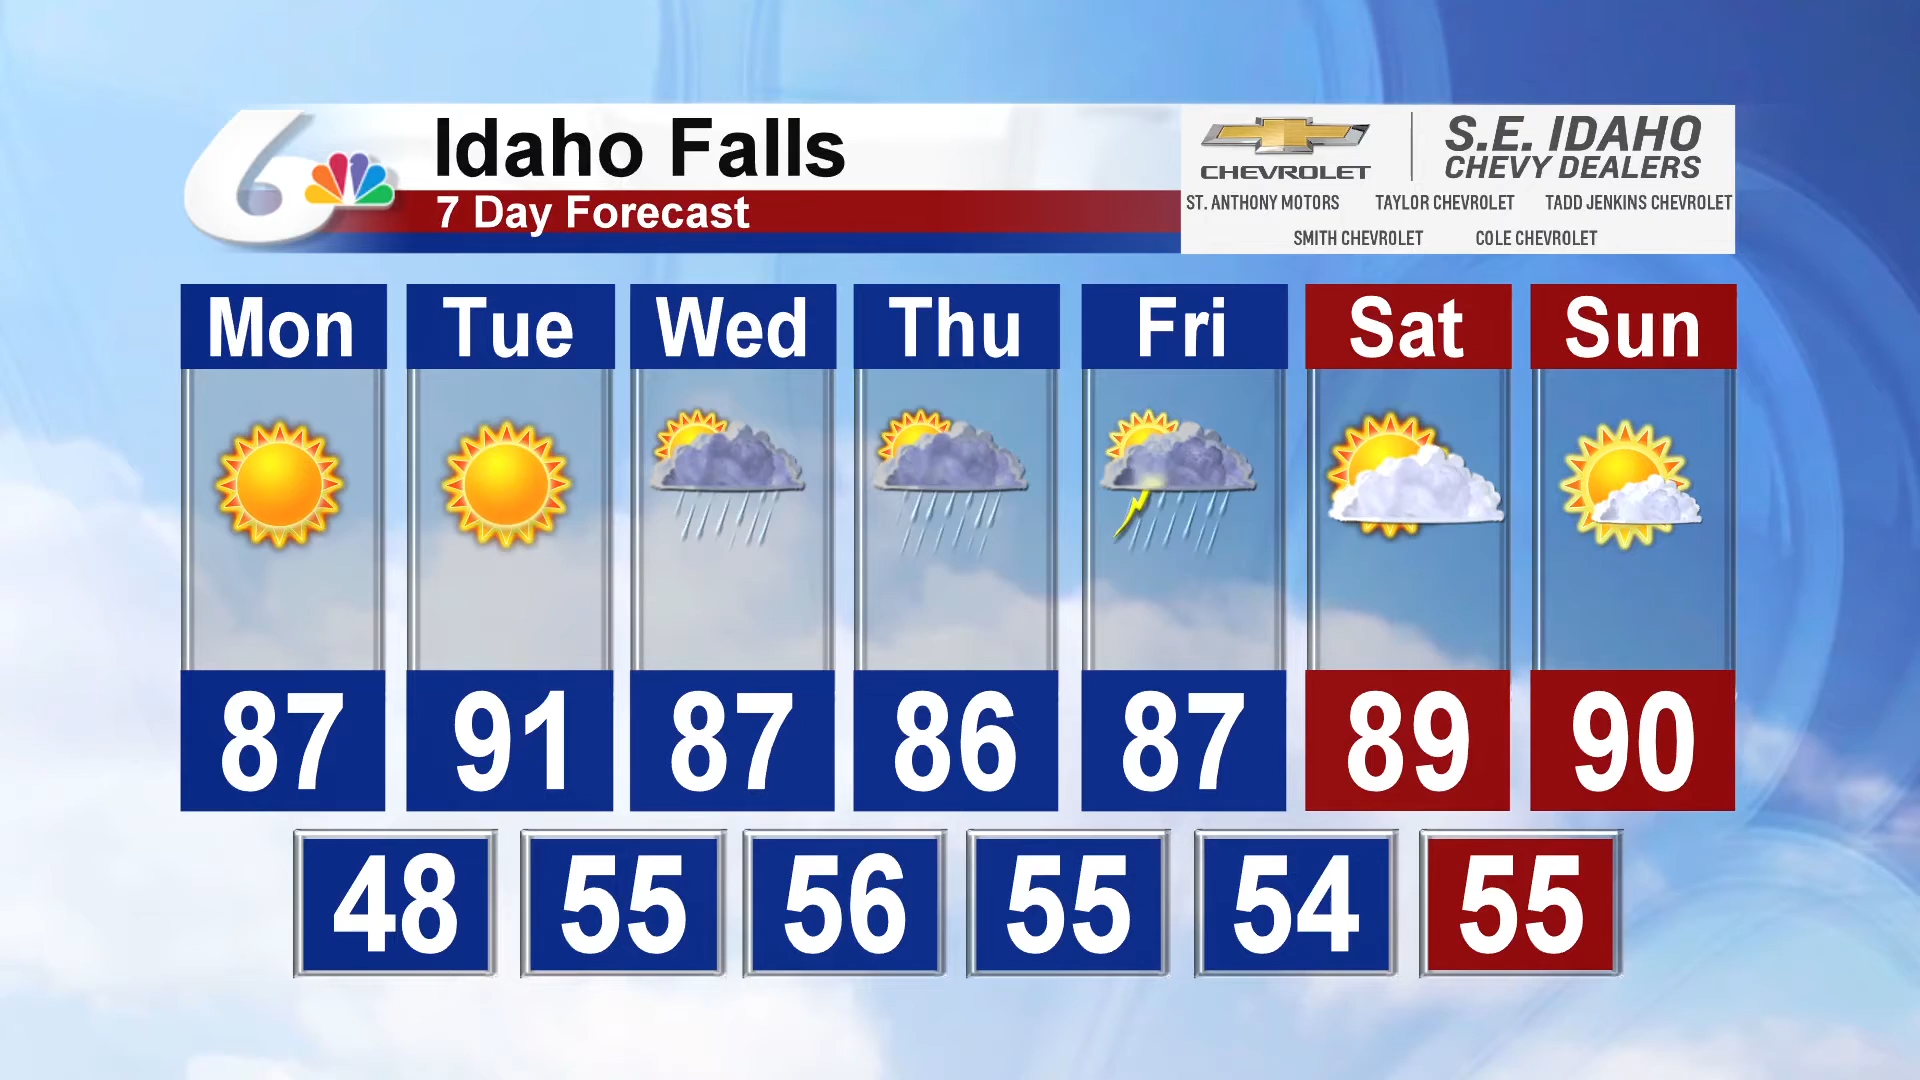 6
Idaho Falls
7 Day Forecast
CHEVROLET
S.E. IDAHO
CHEVY DEALERS
ST. ANTHONY MOTORS TAYLOR CHEVROLET TADD JENKINS CHEVROLET
SMITH CHEVROLET COLE CHEVROLET
Mon Tue Wed Thu Fri Sat Sun
87 91 87 86 87 89 90
48 55 56 55 54 55